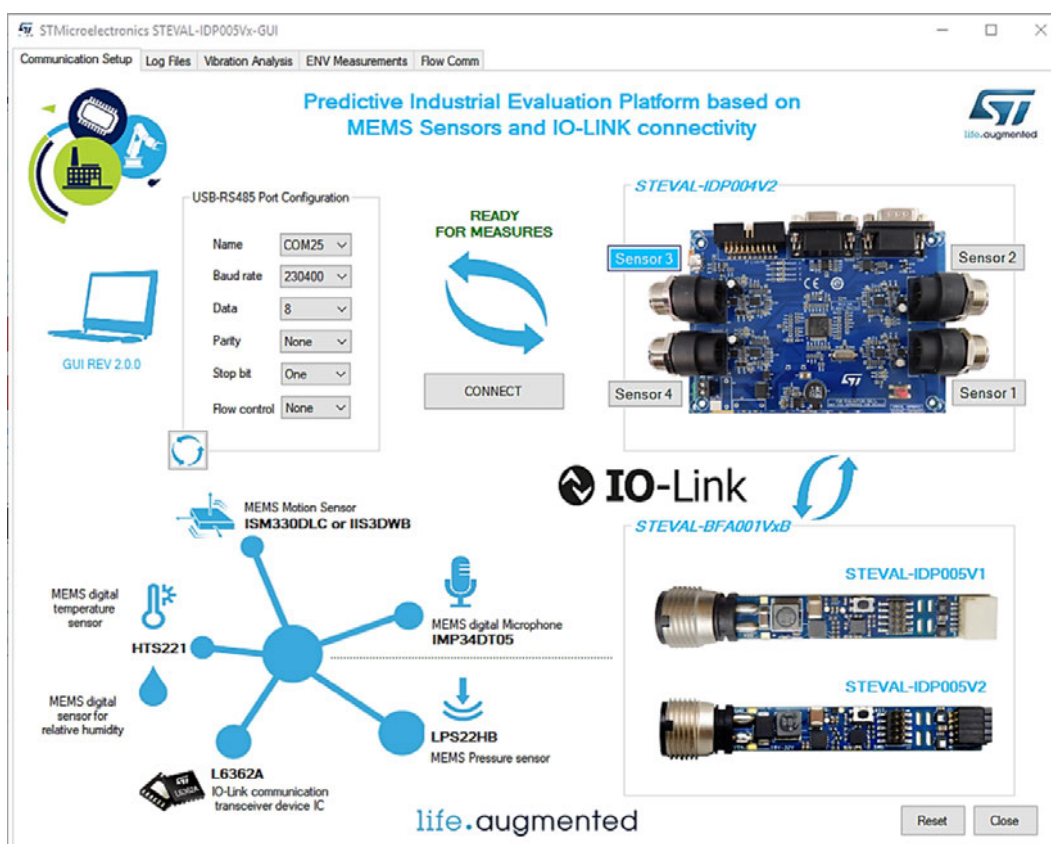 STMicroelectronics STEVAL-IDP005Vx-GUI
Communication Setup
Log Files
Vibration Analysis
ENV Measurements
Flow Comm
Predictive Industrial Evaluation Platform based on
MEMS Sensors and IO-LINK connectivity
ST
life.augmented
USB-RS485 Port Configuration
Name COM25
Baud rate 230400
Data 8
Parity None
Stop bit One
Flow control None
GUI REV 2.0.0
READY
FOR MEASURES
CONNECT
STEVAL-IDP004V2
Sensor 3
Sensor 2
Sensor 4
Sensor 1
IO-Link
MEMS Motion Sensor
ISM330DLC or IIS3DWB
MEMS digital
temperature
sensor
HTS221
MEMS digital
sensor for
relative humidity
MEMS digital Microphone
IMP34DT05
LPS22HB
MEMS Pressure sensor
L6362A
IO-Link communication
transceiver device IC
STEVAL-BFA001VxB
STEVAL-IDP005V1
STEVAL-IDP005V2
life.augmented
Reset
Close